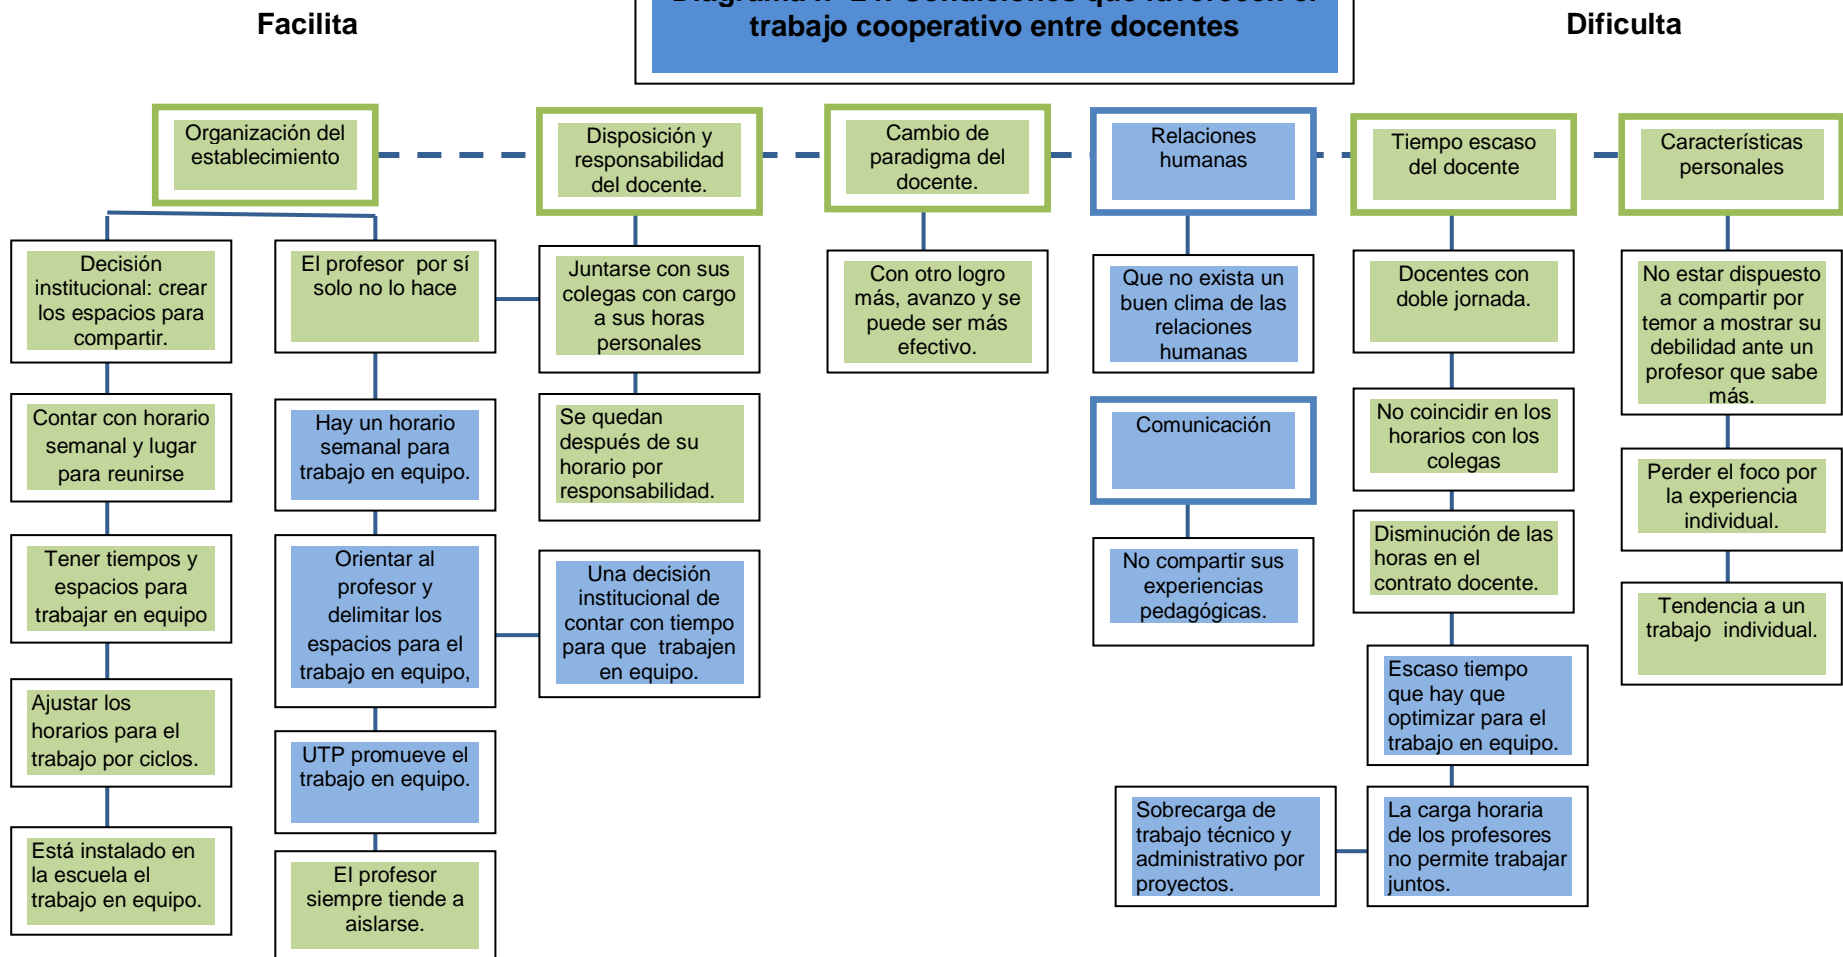 Facilita
trabajo cooperativo entre docentes
Dificulta
Organización del
establecimiento
Disposición y
responsabilidad
del docente.
Cambio de
paradigma del
docente.
Relaciones
humanas
Tiempo escaso
del docente
Características
personales
Decisión
institucional: crear
los espacios para
compartir.
Contar con horario
semanal y lugar
para reunirse
Tener tiempos y
espacios para
trabajar en equipo
Ajustar los
horarios para el
trabajo por ciclos.
Está instalado en
la escuela el
trabajo en equipo.
El profesor por sí
solo no lo hace
Hay un horario
semanal para
trabajo en equipo.
Orientar al
profesor y
delimitar los
espacios para el
trabajo en equipo,
UTP promueve el
trabajo en equipo.
El profesor
siempre tiende a
aislarse.
Juntarse con sus
colegas con cargo
a sus horas
personales
Se quedan
después de su
horario por
responsabilidad.
Una decisión
institucional de
contar con tiempo
para que trabajen
en equipo.
Con otro logro
más, avanzo y se
puede ser más
efectivo.
Que no exista un
buen clima de las
relaciones
humanas
Comunicación
No compartir sus
experiencias
pedagógicas.
Docentes con
doble jornada.
No coincidir en los
horarios con los
colegas
Disminución de las
horas en el
contrato docente.
Escaso tiempo
que hay que
optimizar para el
trabajo en equipo.
La carga horaria
de los profesores
no permite trabajar
juntos.
Sobrecarga de
trabajo técnico y
administrativo por
proyectos.
No estar dispuesto
a compartir por
temor a mostrar su
debilidad ante un
profesor que sabe
más.
Perder el foco por
la experiencia
individual.
Tendencia a un
trabajo individual.